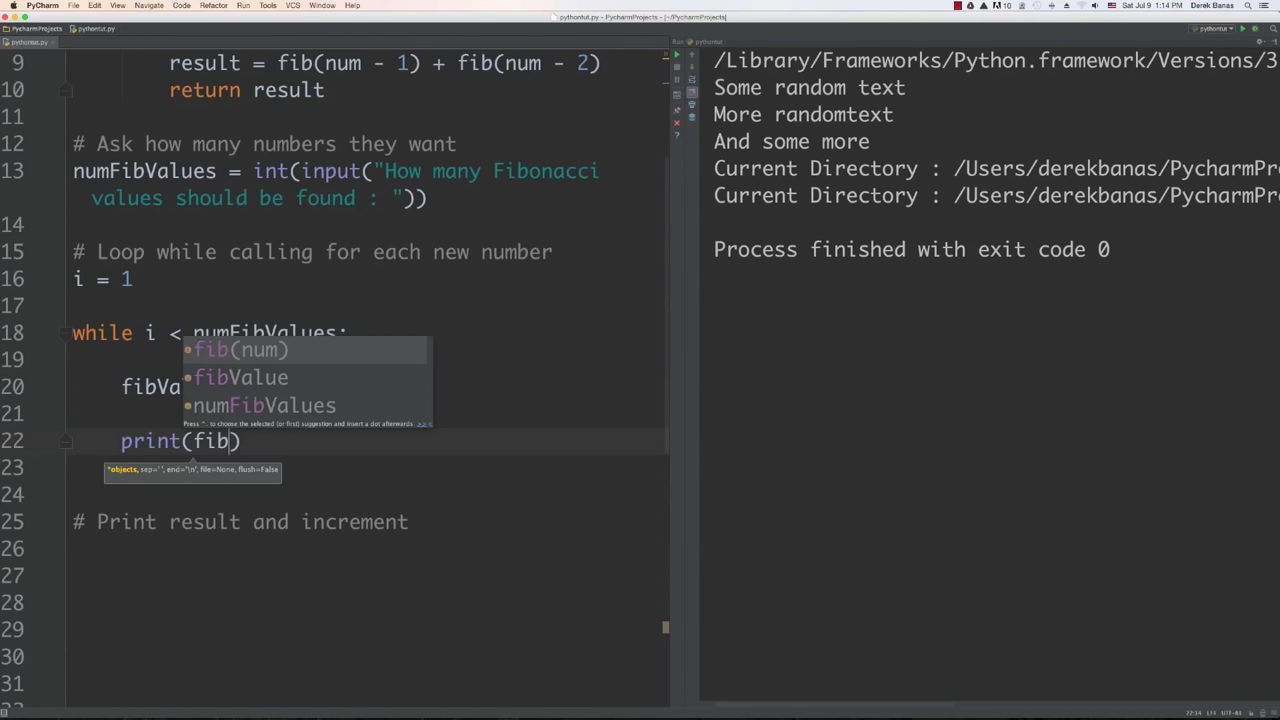 PyCharm File Edit View Navigate Code Refactor Run Tools VCS Window Help
10 Sat Jul 9 1:14 PM Derek Banas
pythontut.py - PycharmProjects - [~/PycharmProjects]
PycharmProjects pythontut.py
pythontut
pythontut.py
Run pythontut
9 result = fib(num - 1) + fib(num - 2)
10 return result
11
12 # Ask how many numbers they want
13 numFibValues = int(input("How many Fibonacci
values should be found : "))
14
15 # Loop while calling for each new number
16 i = 1
17
18 while i < numFibValues:
19
20 fibVa
21
22 print(fib)
23
24
25 # Print result and increment
26
27
28
29
30
31
fib(num)
fibValue
numFibValues
Press ^. to choose the selected (or first) suggestion and insert a dot afterwards >>
*objects, sep=' ', end='\n', file=None, flush=False
/Library/Frameworks/Python.framework/Versions/3
Some random text
More randomtext
And some more
Current Directory : /Users/derekbanas/PycharmPr
Current Directory : /Users/derekbanas/PycharmPr
Process finished with exit code 0
22:14 LF÷ UTF-8÷